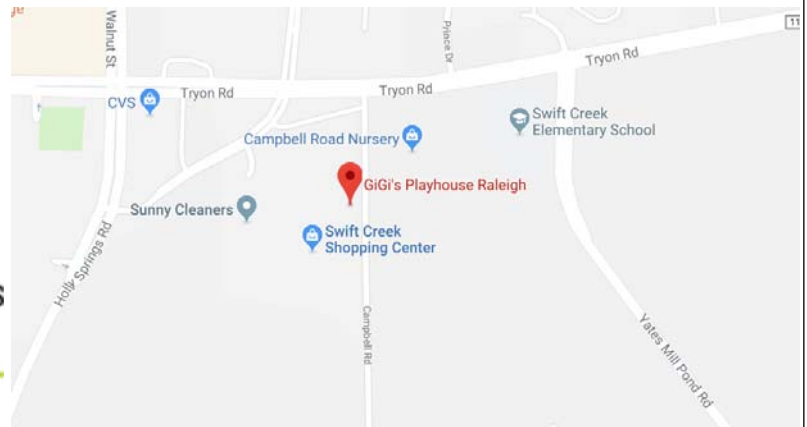 Walnut St
Prince Dr
11
Tryon Rd
Tryon Rd
Tryon Rd
CVS
Swift Creek
Elementary School
Campbell Road Nursery
GiGi's Playhouse Raleigh
Sunny Cleaners
Swift Creek
Shopping Center
Holly Springs Rd
Campbell Rd
Yates Mill Pond Rd